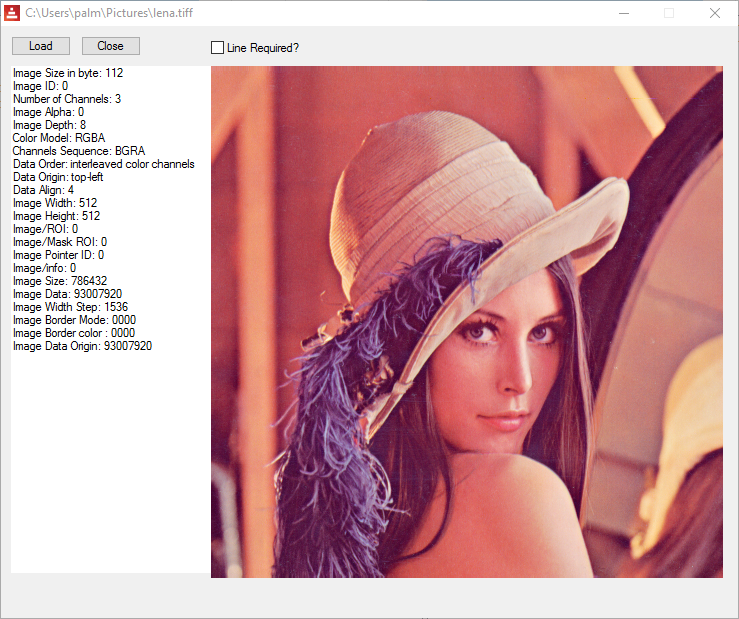 C:\Users\palm\Pictures\lena.tiff
Load Close Line Required?
Image Size in byte: 112
Image ID: 0
Number of Channels: 3
Image Alpha: 0
Image Depth: 8
Color Model: RGBA
Channels Sequence: BGRA
Data Order: interleaved color channels
Data Origin: top-left
Data Align: 4
Image Width: 512
Image Height: 512
Image/ROI: 0
Image/Mask ROI: 0
Image Pointer ID: 0
Image/info: 0
Image Size: 786432
Image Data: 93007920
Image Width Step: 1536
Image Border Mode: 0000
Image Border color : 0000
Image Data Origin: 93007920